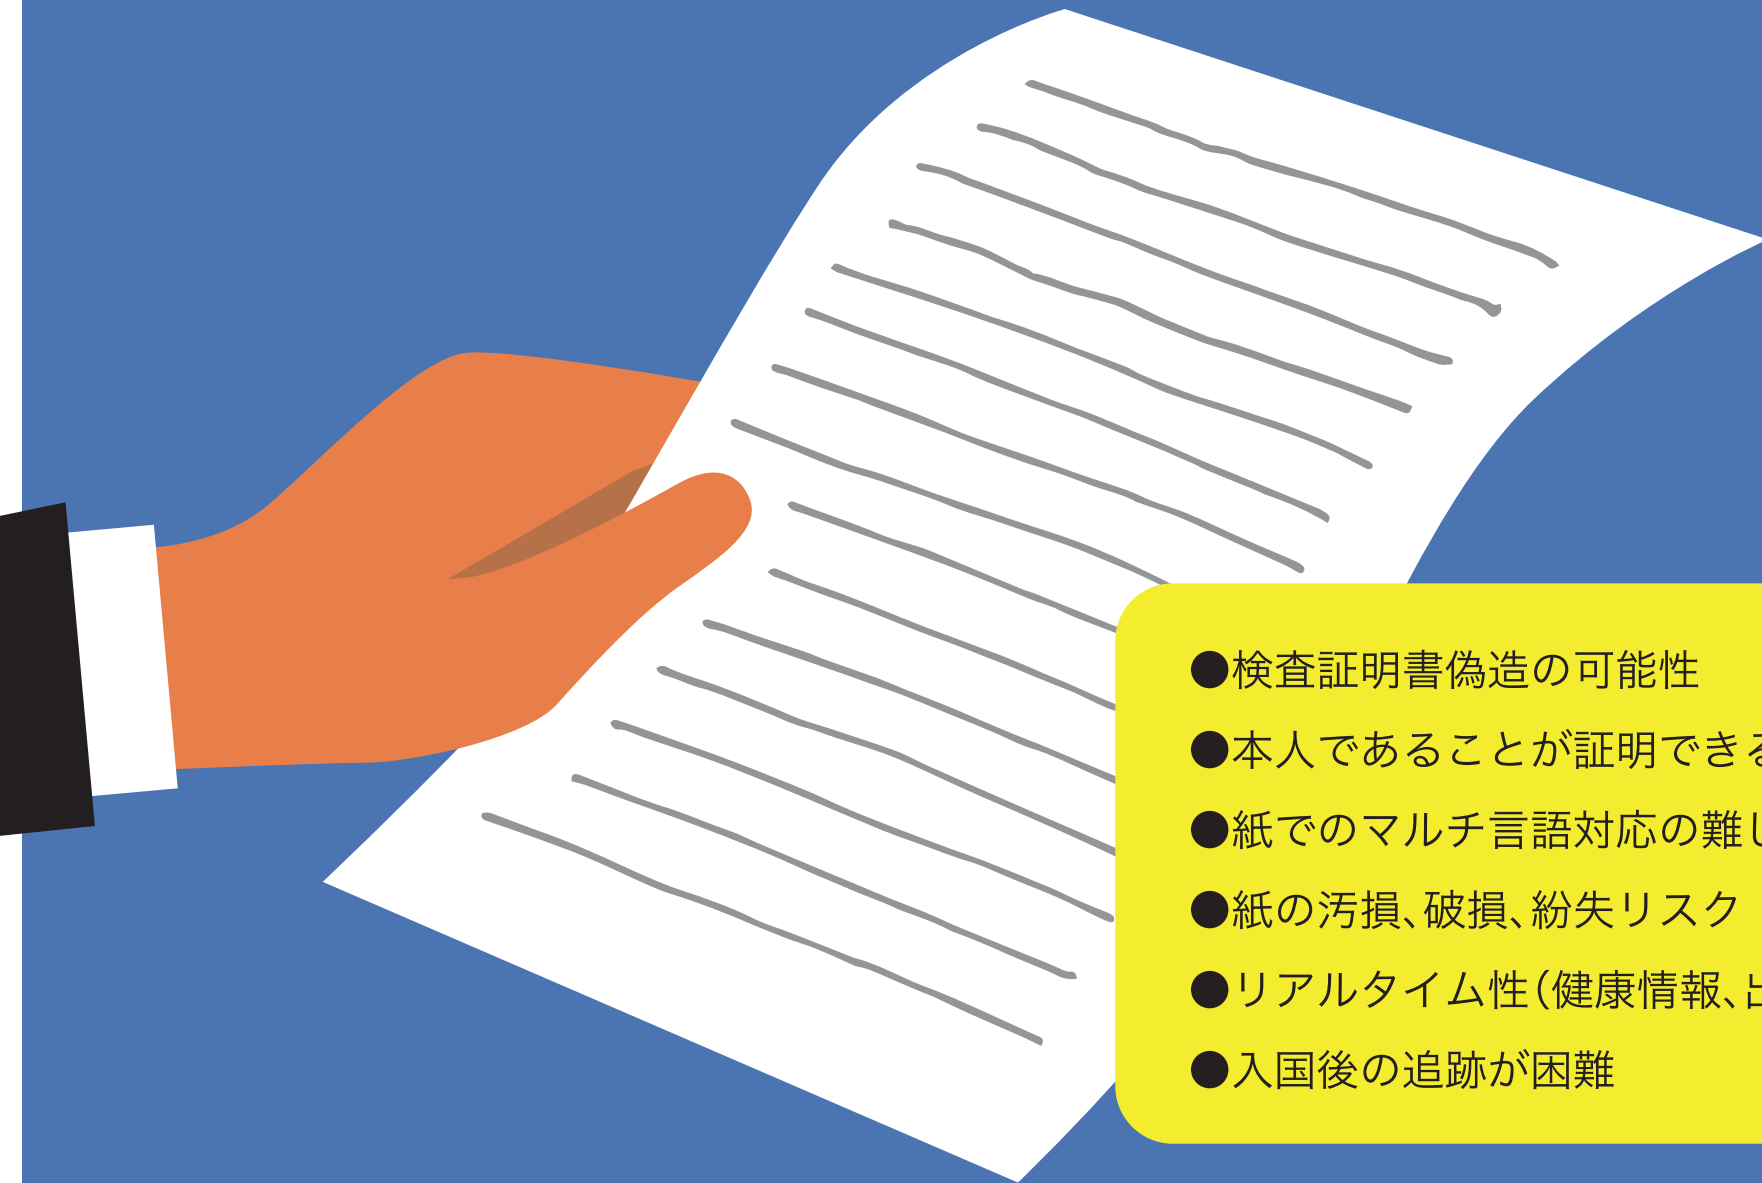 ●検査証明書偽造の可能性
●本人であることが証明できる
●紙でのマルチ言語対応の難し
●紙の汚損、破損、紛失リスク
●リアルタイム性(健康情報、出
●入国後の追跡が困難